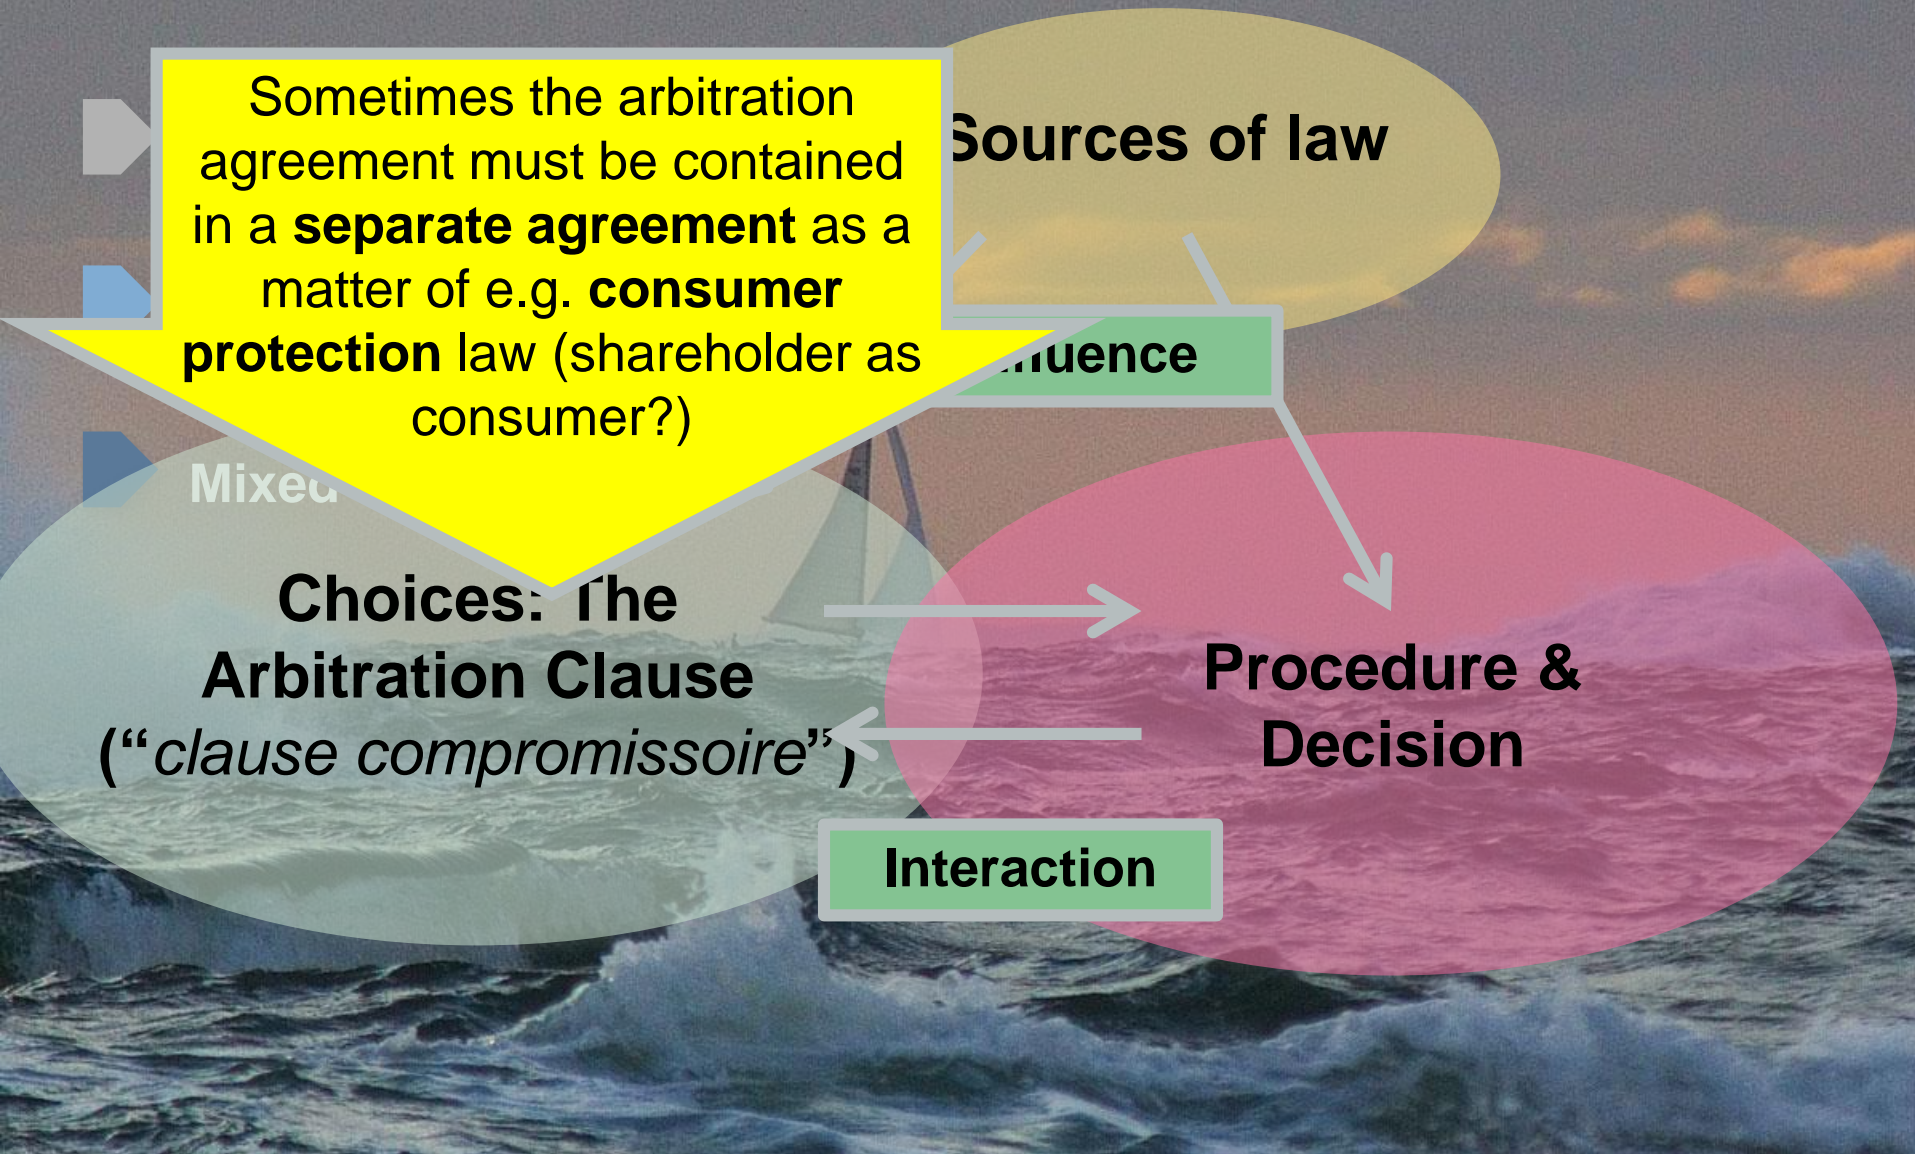 Sometimes the arbitration
agreement must be contained
in a separate agreement as a
matter of e.g. consumer
protection law (shareholder as
consumer?)
Sources of law
Mixed
Choices: The
Arbitration Clause
(“clause compromissoire”)
Procedure &
Decision
Interaction